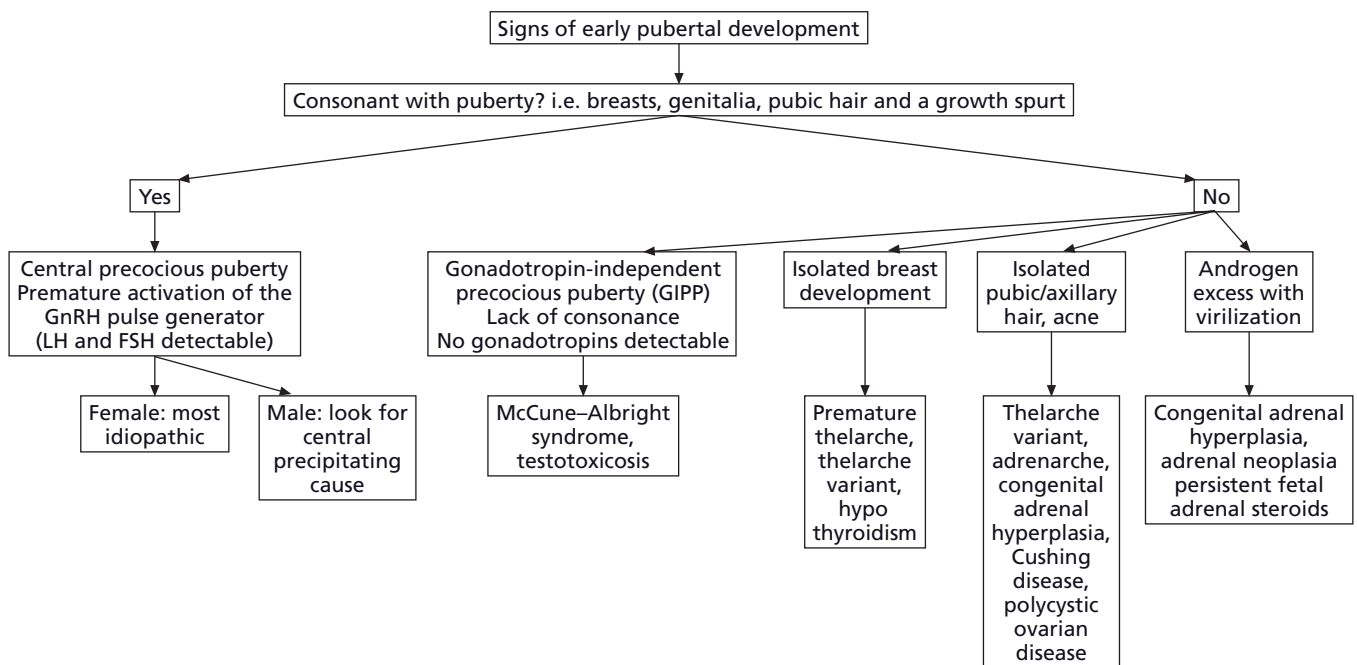 Signs of early pubertal development
Consonant with puberty? i.e. breasts, genitalia, pubic hair and a growth spurt
Yes
No
Central precocious puberty
Premature activation of the
GnRH pulse generator
(LH and FSH detectable)
Gonadotropin-independent
precocious puberty (GIPP)
Lack of consonance
No gonadotropins detectable
Isolated breast
development
Isolated
pubic/axillary
hair, acne
Androgen
excess with
virilization
Female: most
idiopathic
Male: look for
central
precipitating
cause
McCune–Albright
syndrome,
testotoxicosis
Premature
thelarche,
thelarche
variant,
hypo
thyroidism
Thelarche
variant,
adrenarche,
congenital
adrenal
hyperplasia,
Cushing
disease,
polycystic
ovarian
disease
Congenital adrenal
hyperplasia,
adrenal neoplasia
persistent fetal
adrenal steroids